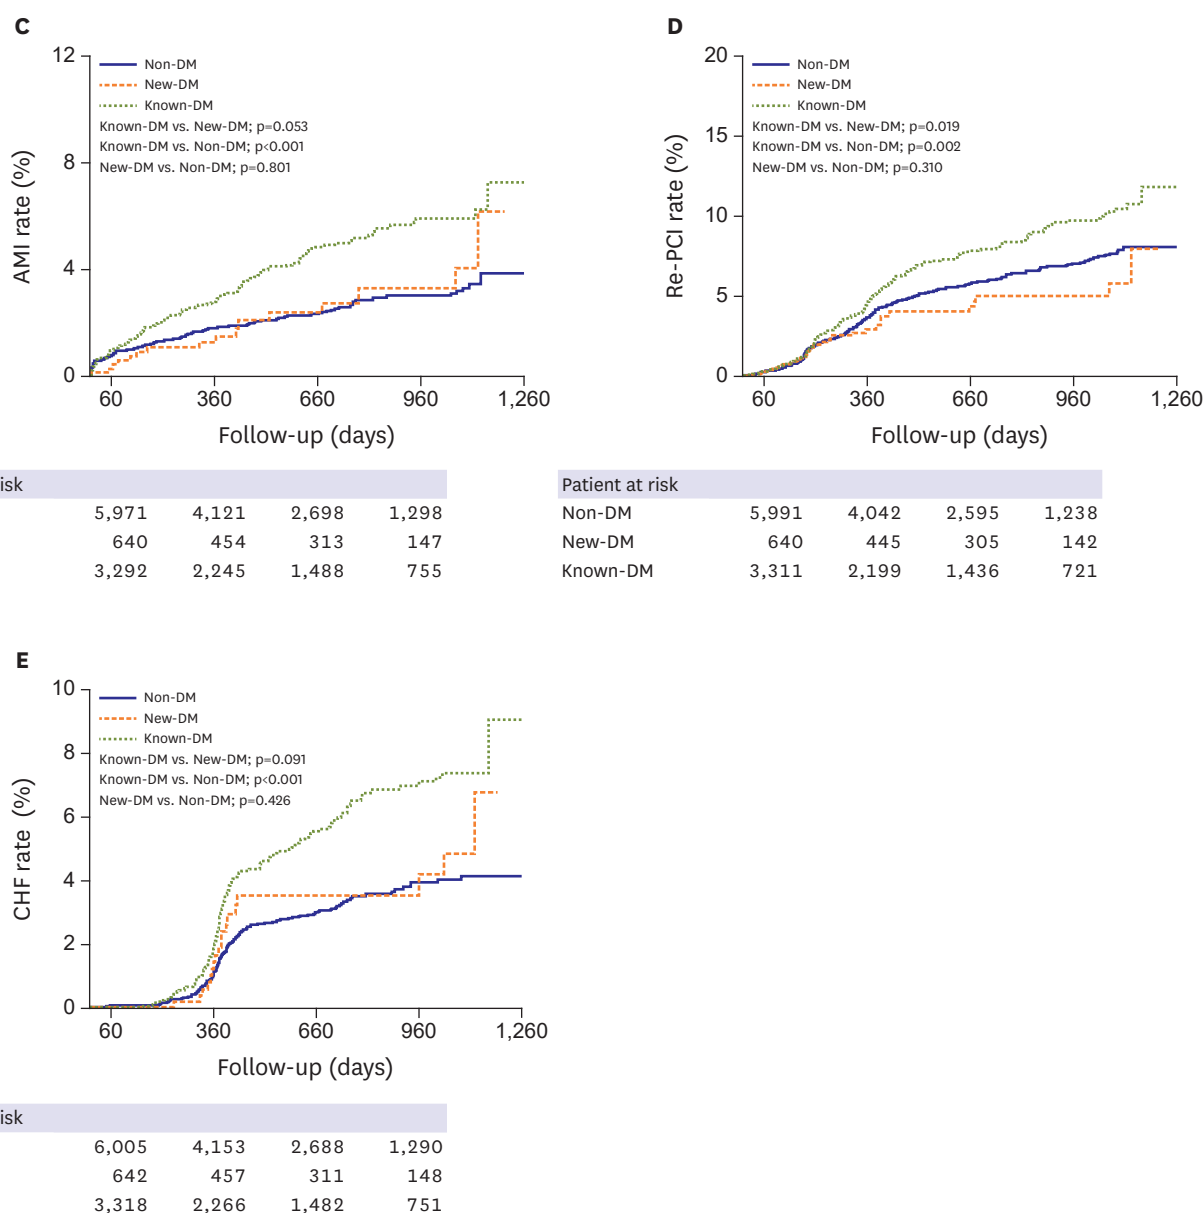 C
12
8
4
0
AMI rate (%)
Non-DM
New-DM
Known-DM
Known-DM vs. New-DM; p=0.053
Known-DM vs. Non-DM; p<0.001
New-DM vs. Non-DM; p=0.801
60 360 660 960 1,260
Follow-up (days)
isk
5,971 4,121 2,698 1,298
640 454 313 147
3,292 2,245 1,488 755
D
20
15
10
5
0
Re-PCI rate (%)
Non-DM
New-DM
Known-DM
Known-DM vs. New-DM; p=0.019
Known-DM vs. Non-DM; p=0.002
New-DM vs. Non-DM; p=0.310
60 360 660 960 1,260
Follow-up (days)
Patient at risk
Non-DM 5,991 4,042 2,595 1,238
New-DM 640 445 305 142
Known-DM 3,311 2,199 1,436 721
E
10
8
6
4
2
0
CHF rate (%)
Non-DM
New-DM
Known-DM
Known-DM vs. New-DM; p=0.091
Known-DM vs. Non-DM; p<0.001
New-DM vs. Non-DM; p=0.426
60 360 660 960 1,260
Follow-up (days)
isk
6,005 4,153 2,688 1,290
642 457 311 148
3,318 2,266 1,482 751